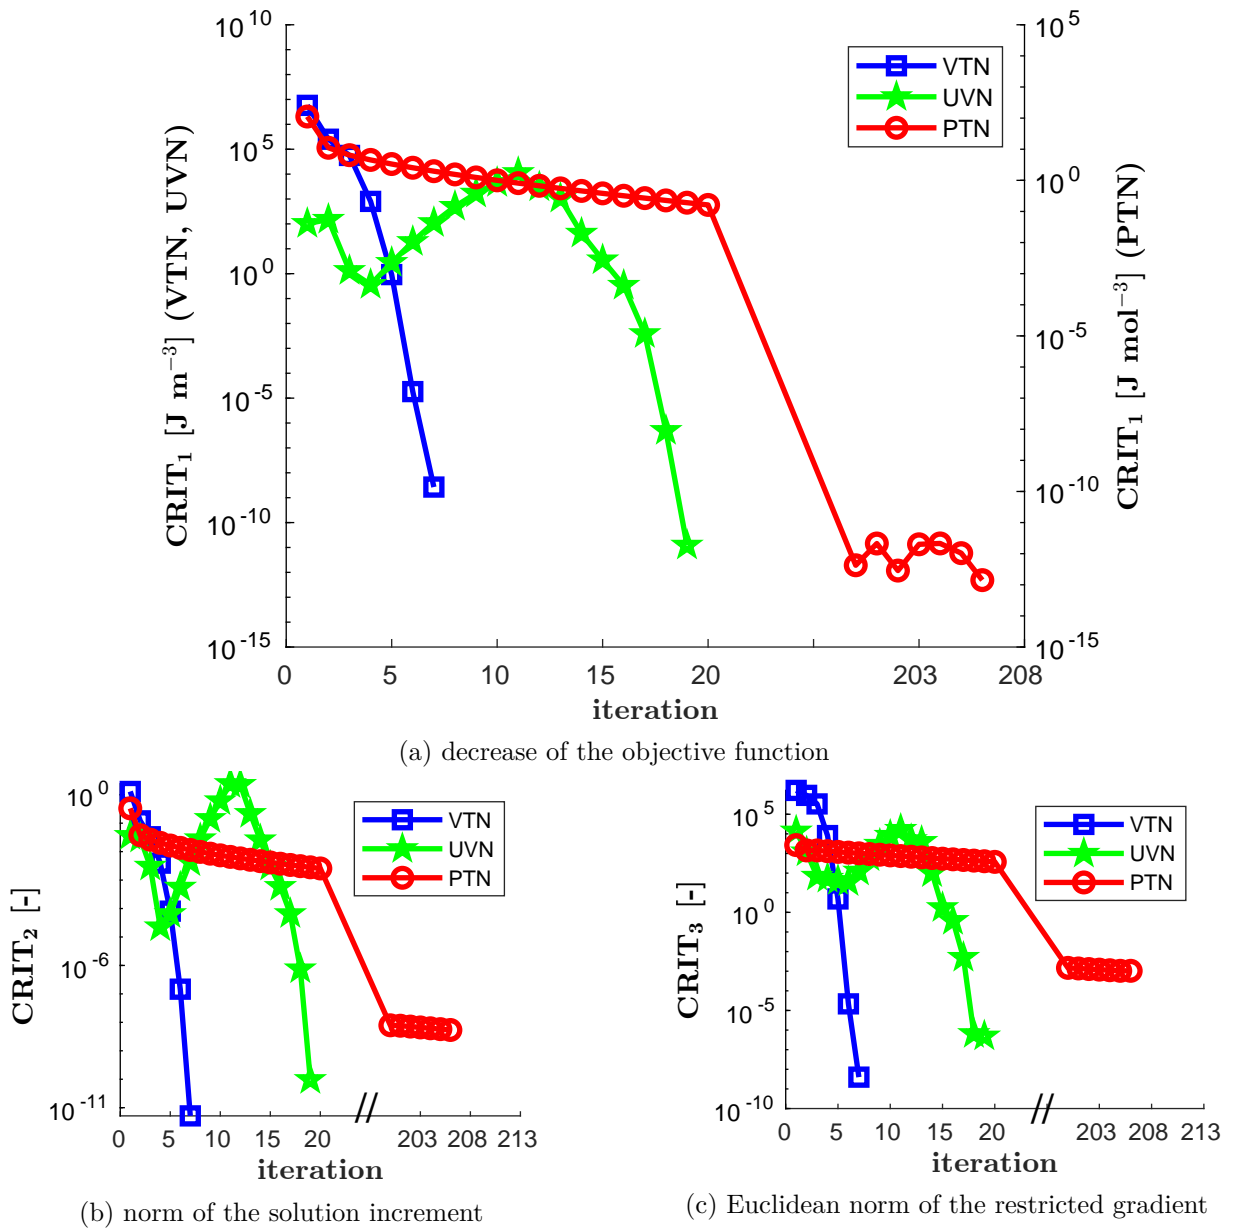 10^10
10^5
10^0
10^-5
10^-10
10^-15
CRIT_1 [J m^−3] (VTN, UVN)
VTN
UVN
PTN
10^5
10^0
10^-5
10^-10
10^-15
CRIT_1 [J mol^−3] (PTN)
0 5 10 15 20 203 208
iteration
(a) decrease of the objective function
10^0
10^-6
10^-11
CRIT_2 [-]
VTN
UVN
PTN
0 5 10 15 20 // 203 208 213
iteration
(b) norm of the solution increment
10^5
10^0
10^-5
10^-10
CRIT_3 [-]
VTN
UVN
PTN
0 5 10 15 20 // 203 208 213
iteration
(c) Euclidean norm of the restricted gradient